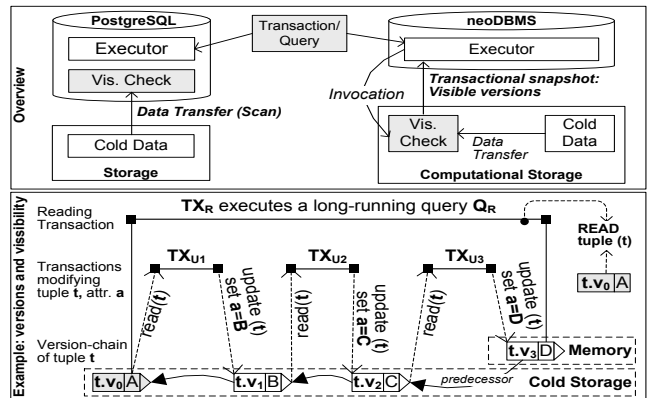 Overview
PostgreSQL
Executor
Vis. Check
Data Transfer (Scan)
Cold Data
Storage
Transaction/
Query
neoDBMS
Executor
Transactional snapshot:
Visible versions
Invocation
Vis.
Check
Data
Transfer
Cold
Data
Computational Storage
Example: versions and vissibility
Reading
Transaction
TXR executes a long-running query QR
READ
tuple (t)
t.v0 A
Transactions
modifying
tuple t, attr. a
TXU1
TXU2
TXU3
read(t)
update (t)
set a=B
read(t)
update (t)
set a=C
read(t)
update (t)
set a=D
Version-chain
of tuple t
t.v3 D
Memory
t.v0 A
t.v1 B
t.v2 C
predecessor
Cold Storage